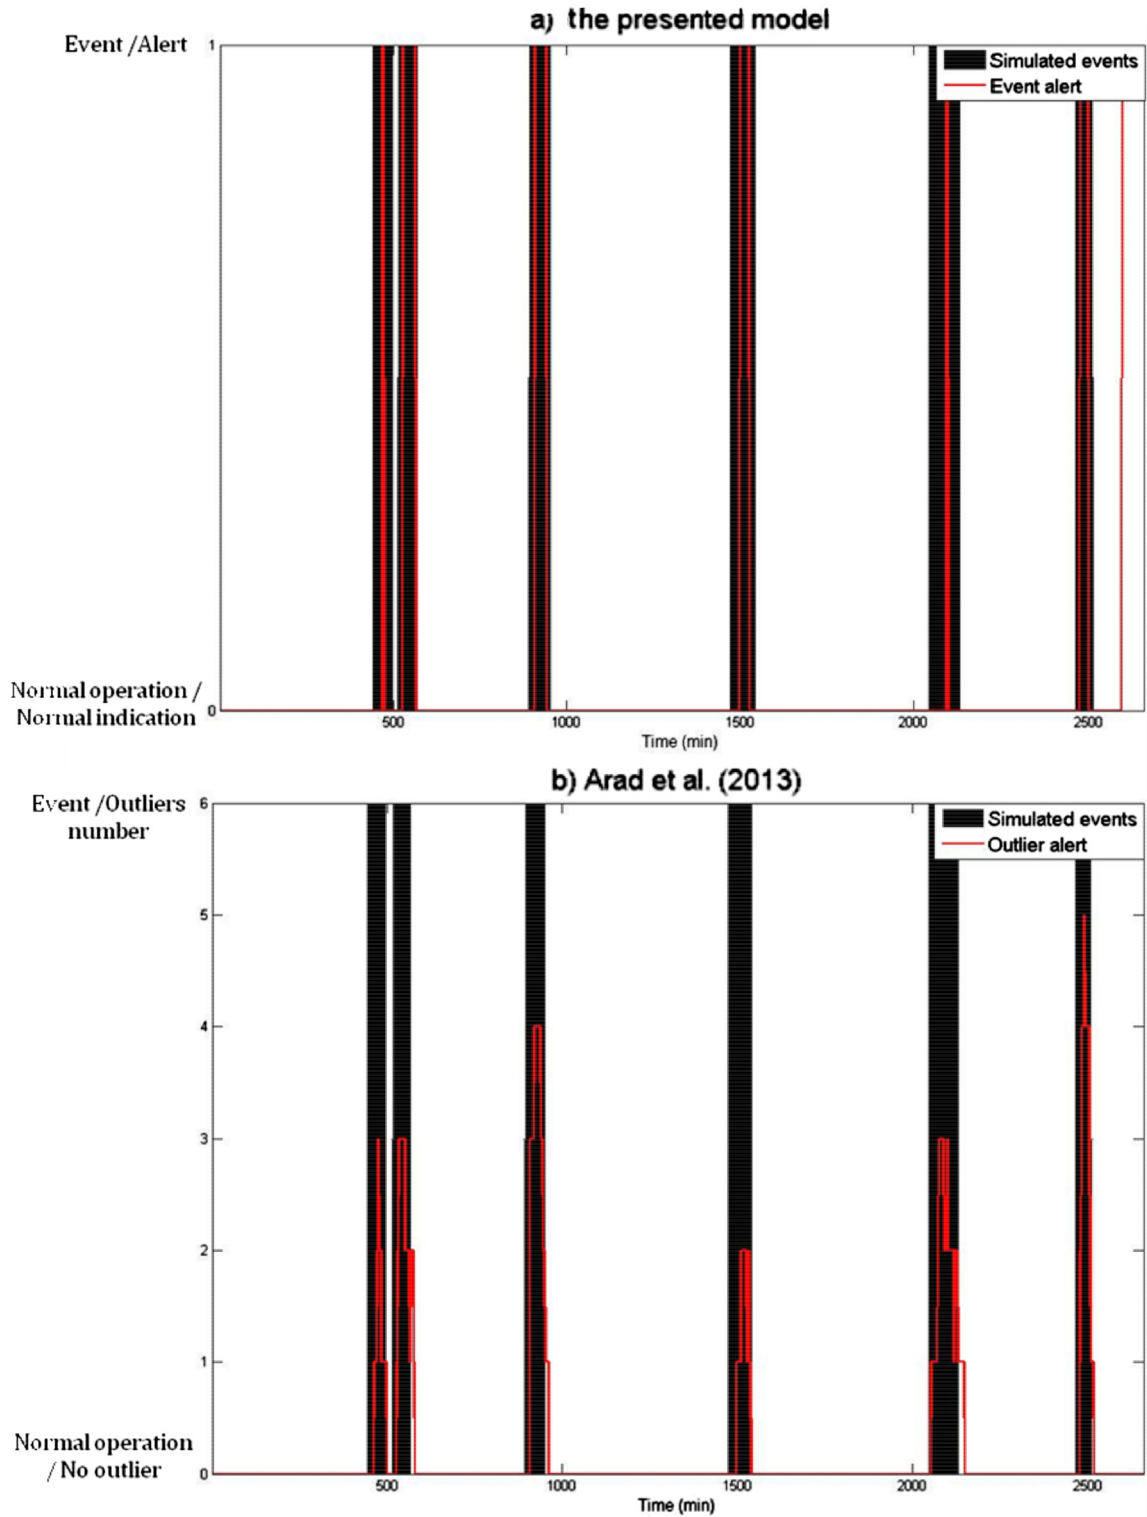 a) the presented model
Event /Alert
1
Simulated events
Event alert
Normal operation /
Normal indication
0
500
1000
1500
2000
2500
Time (min)
b) Arad et al. (2013)
Event /Outliers
number
6
Simulated events
Outlier alert
5
4
3
2
1
Normal operation
/ No outlier
0
500
1000
1500
2000
2500
Time (min)